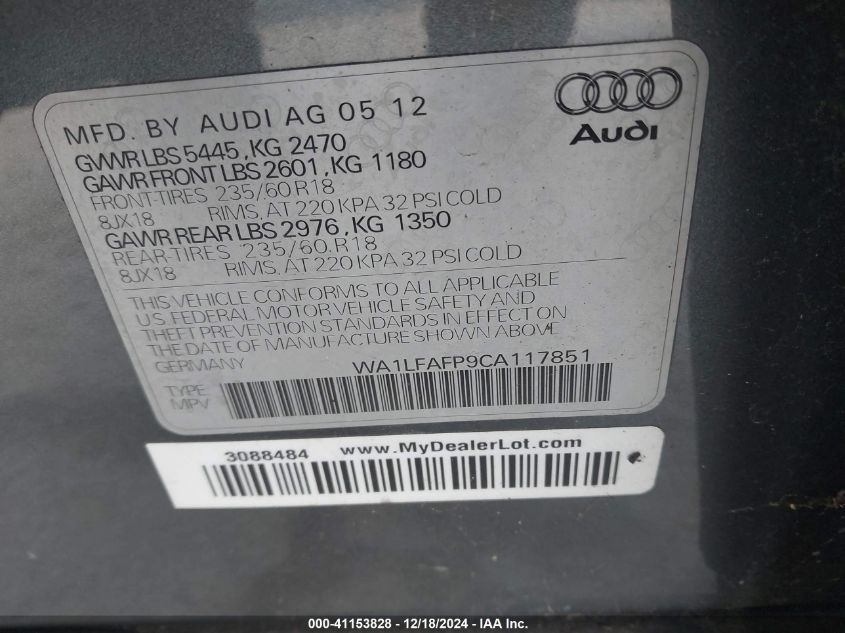 MFD. BY AUDI AG 05 12
GWVR LBS 5445, KG 2470
GAWR FRONT LBS 2601, KG 1180
FRONT-TIRES 235/60 R18
8JX18 RIMS, AT 220 KPA 32 PSI COLD
GAWR REAR LBS 2976, KG 1350
REAR-TIRES 235/60.R18
8JX18 RIMS, AT 220 KPA 32 PSI COLD
Audi
THIS VEHICLE CONFORMS TO ALL APPLICABLE
U.S. FEDERAL MOTOR VEHICLE SAFETY AND
THEFT PREVENTION STANDARDS IN EFFECT ON
THE DATE OF MANUFACTURE SHOWN ABOVE
GERMANY WA1LFAFP9CA117851
TYPE
MPV
3088484 www.MyDealerLot.com
000-41153828 - 12/18/2024 - IAA Inc.